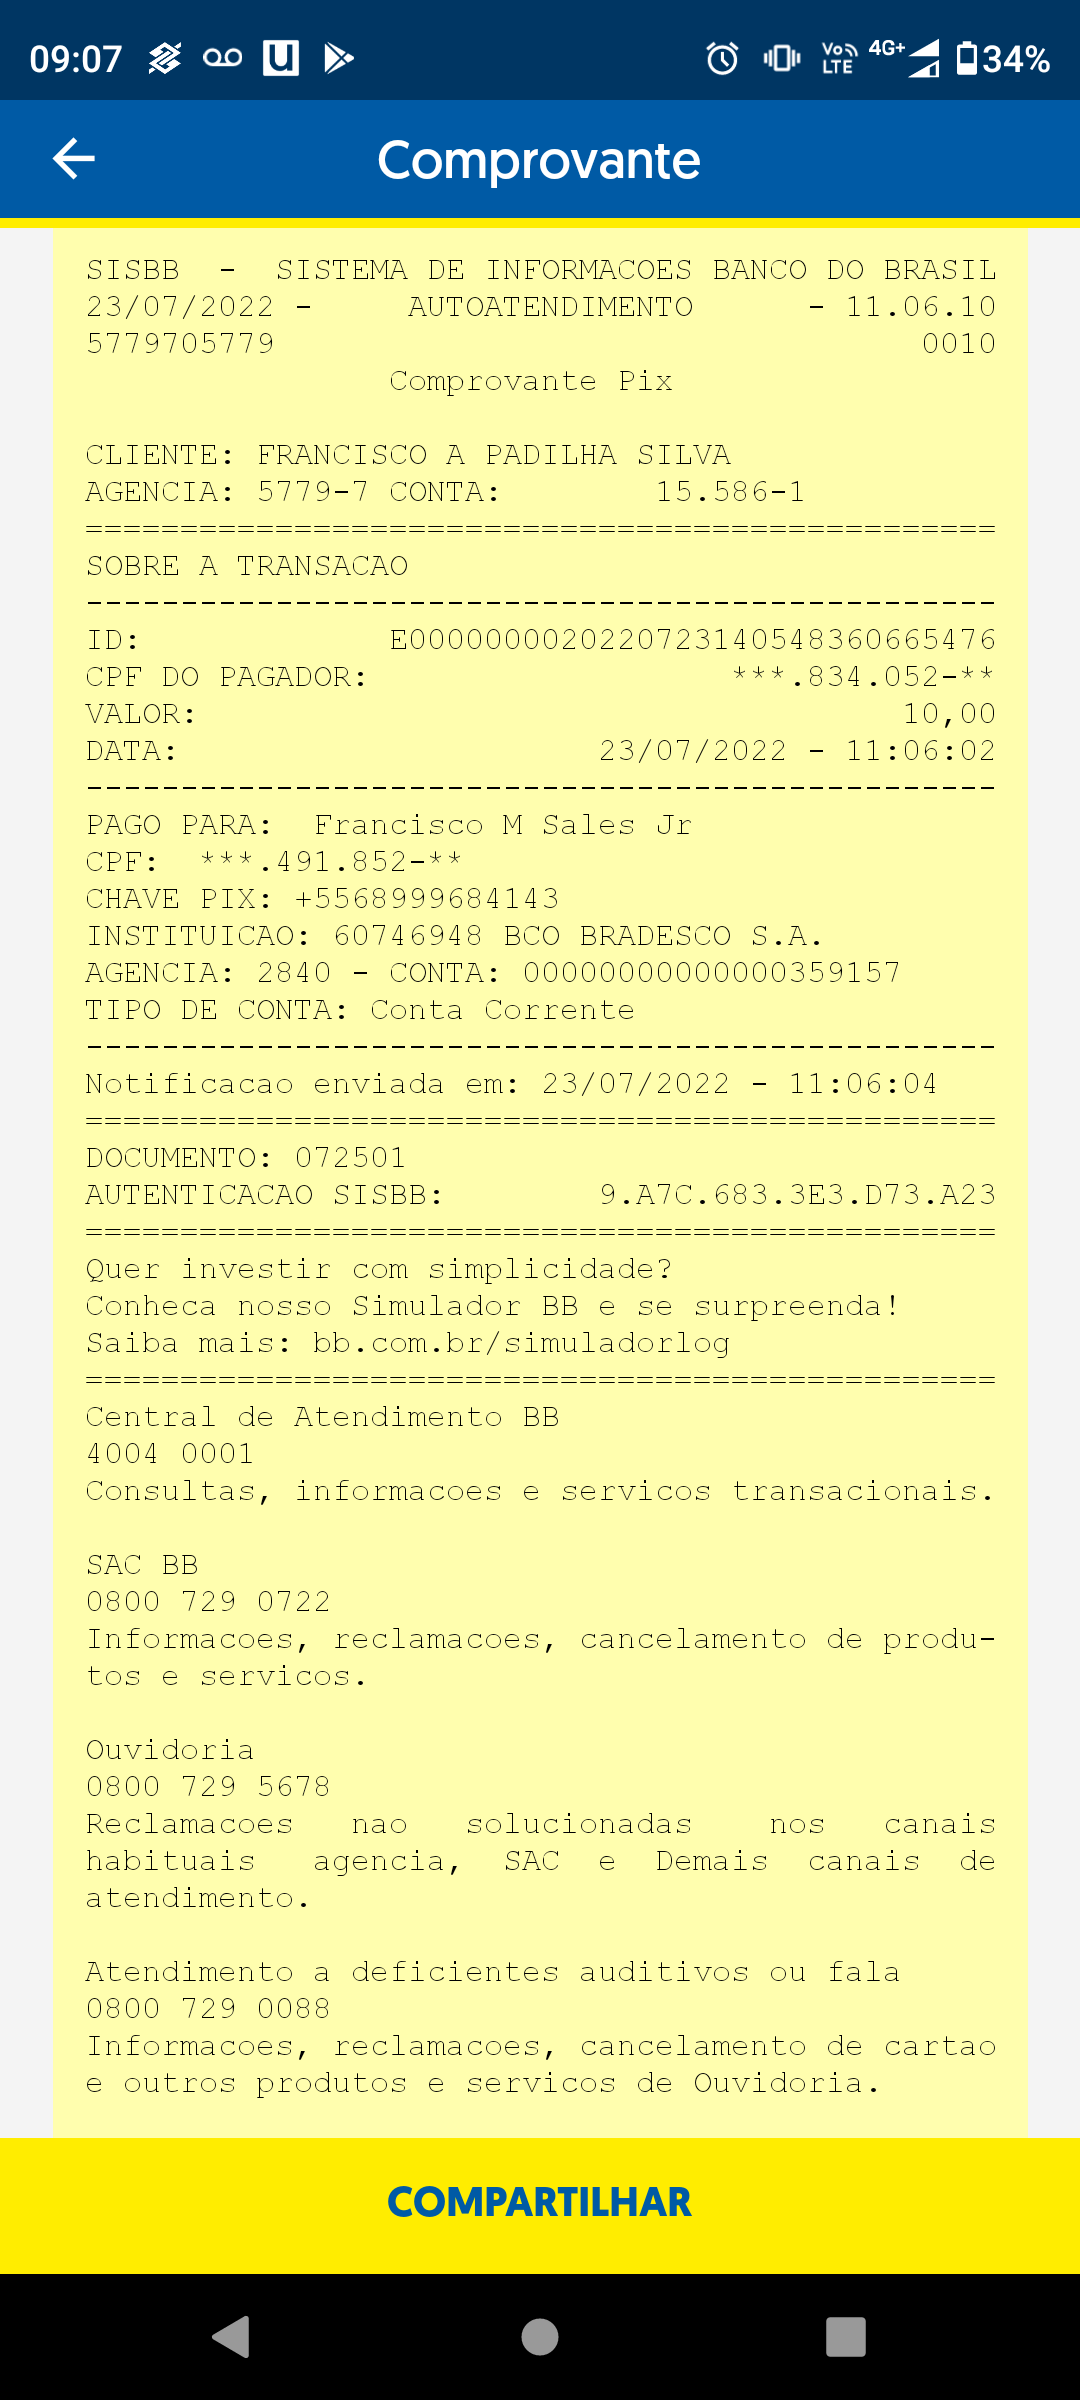 09:07 4G+ VoLTE 34%
Comprovante
SISBB - SISTEMA DE INFORMACOES BANCO DO BRASIL
23/07/2022 - AUTOATENDIMENTO - 11.06.10
5779705779 0010
Comprovante Pix
CLIENTE: FRANCISCO A PADILHA SILVA
AGENCIA: 5779-7 CONTA: 15.586-1
================================================
SOBRE A TRANSACAO
------------------------------------------------
ID: E0000000020220723140548360665476
CPF DO PAGADOR: ***.834.052-**
VALOR: 10,00
DATA: 23/07/2022 - 11:06:02
------------------------------------------------
PAGO PARA: Francisco M Sales Jr
CPF: ***.491.852-**
CHAVE PIX: +5568999684143
INSTITUICAO: 60746948 BCO BRADESCO S.A.
AGENCIA: 2840 - CONTA: 00000000000000359157
TIPO DE CONTA: Conta Corrente
------------------------------------------------
Notificacao enviada em: 23/07/2022 - 11:06:04
================================================
DOCUMENTO: 072501
AUTENTICACAO SISBB: 9.A7C.683.3E3.D73.A23
================================================
Quer investir com simplicidade?
Conheca nosso Simulador BB e se surpreenda!
Saiba mais: bb.com.br/simuladorlog
================================================
Central de Atendimento BB
4004 0001
Consultas, informacoes e servicos transacionais.
SAC BB
0800 729 0722
Informacoes, reclamacoes, cancelamento de produ-
tos e servicos.
Ouvidoria
0800 729 5678
Reclamacoes nao solucionadas nos canais
habituais agencia, SAC e Demais canais de
atendimento.
Atendimento a deficientes auditivos ou fala
0800 729 0088
Informacoes, reclamacoes, cancelamento de cartao
e outros produtos e servicos de Ouvidoria.
COMPARTILHAR